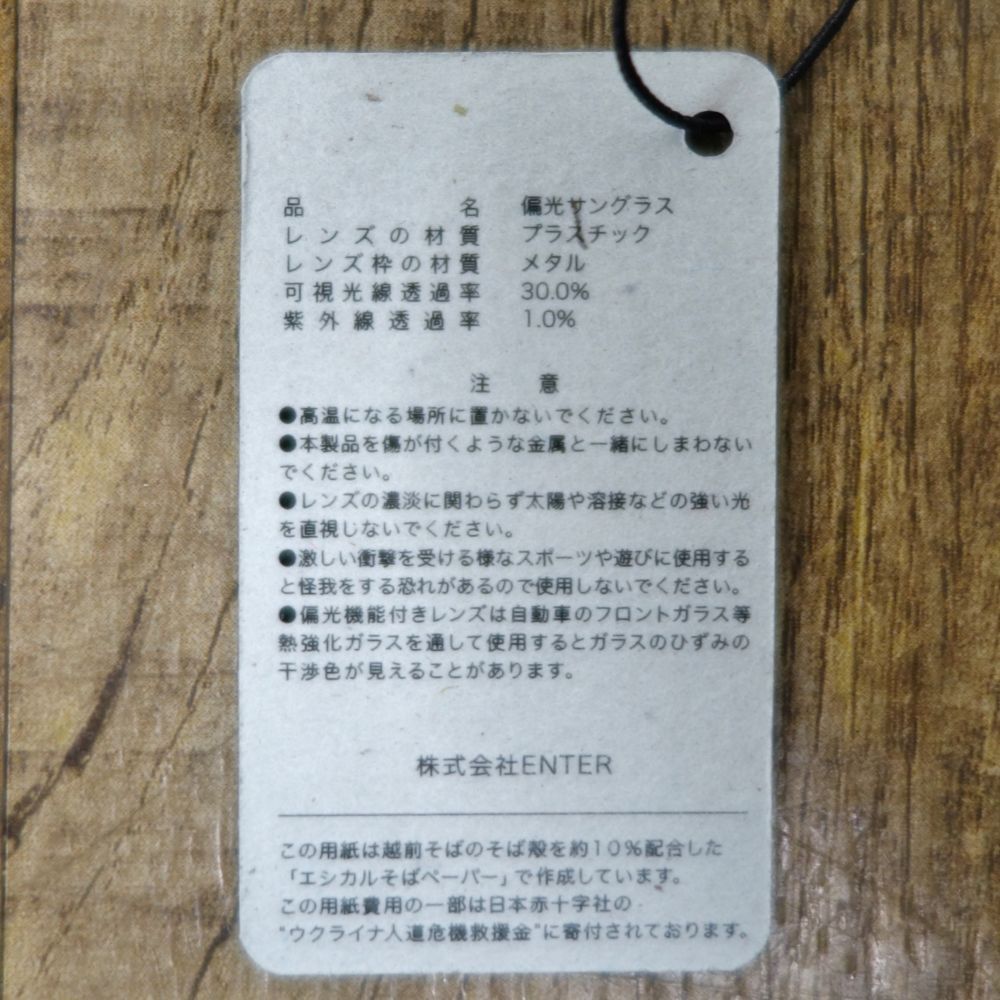 品名 偏光サングラス
レンズの材質 プラスチック
レンズ枠の材質 メタル
可視光線透過率 30.0%
紫外線透過率 1.0%
注意
●高温になる場所に置かないでください。
●本製品を傷が付くような金属と一緒にしまわない
でください。
●レンズの濃淡に関わらず太陽や溶接などの強い光
を直視しないでください。
●激しい衝撃を受ける様なスポーツや遊びに使用する
と怪我をする恐れがあるので使用しないでください。
●偏光機能付きレンズは自動車のフロントガラス等
熱強化ガラスを通して使用するとガラスのひずみの
干渉色が見えることがあります。
株式会社ENTER
この用紙は越前そばのそば殻を約10%配合した
「エシカルそばペーパー」で作成しています。
この用紙費用の一部は日本赤十字社の
"ウクライナ人道危機救援金"に寄付されております。